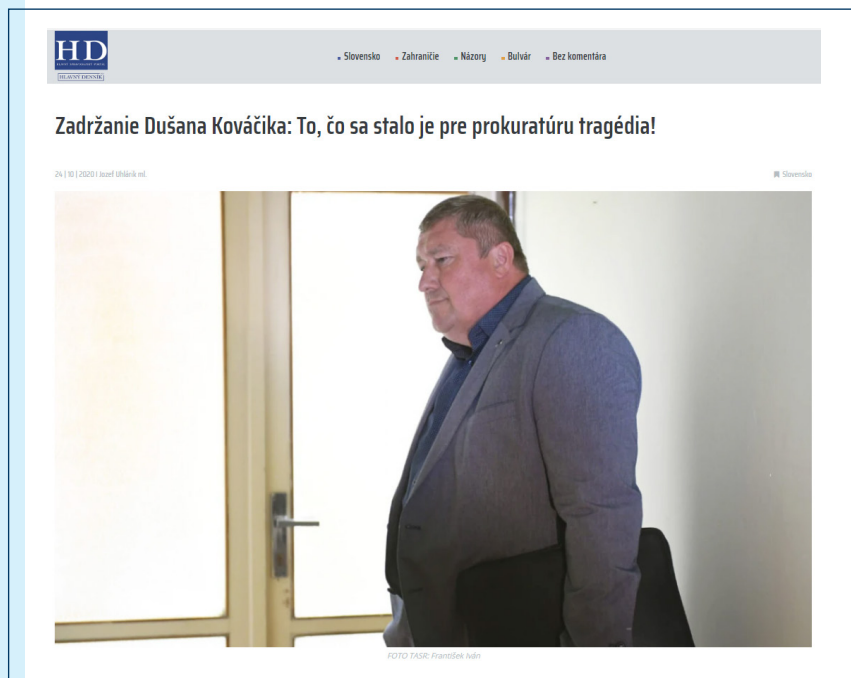 HD
HLAVNÝ DENNÍK
Slovensko
Zahraničie
Názory
Bulvár
Bez komentára
Zadržanie Dušana Kováčika: To, čo sa stalo je pre prokuratúru tragédia!
24 | 10 | 2020 | Jozef Uhlárik ml.
Slovensko
FOTO TASR: František Iván